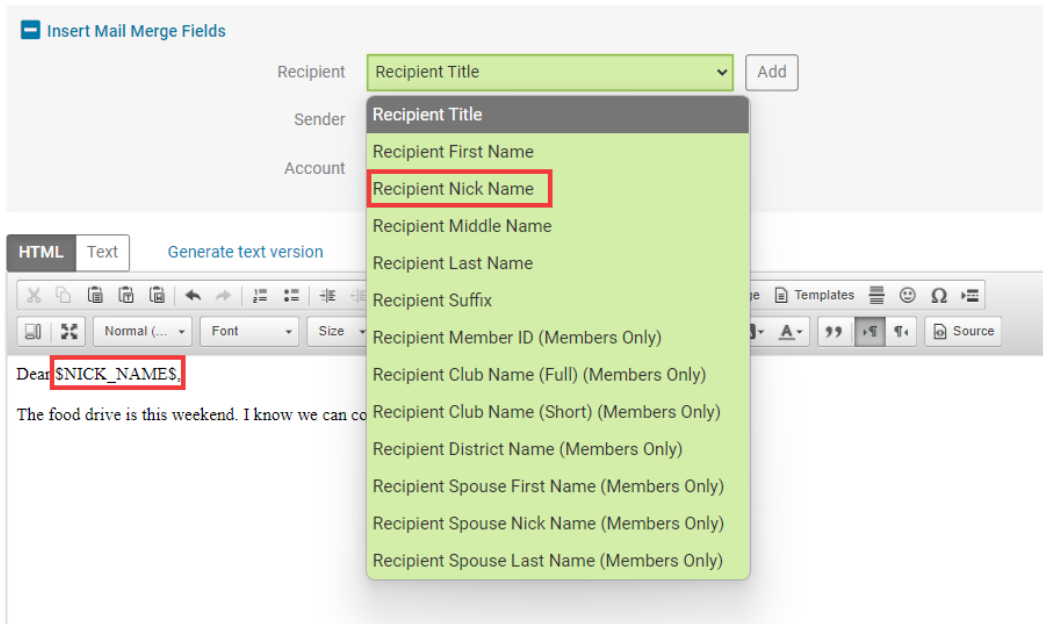 Insert Mail Merge Fields
Recipient
Recipient Title
Add
Sender
Account
Recipient Title
Recipient First Name
Recipient Nick Name
Recipient Middle Name
Recipient Last Name
Recipient Suffix
Recipient Member ID (Members Only)
Recipient Club Name (Full) (Members Only)
Recipient Club Name (Short) (Members Only)
Recipient District Name (Members Only)
Recipient Spouse First Name (Members Only)
Recipient Spouse Nick Name (Members Only)
Recipient Spouse Last Name (Members Only)
HTML Text Generate text version
Templates
Normal (... Font Size Source
Dear $NICK_NAME$,
The food drive is this weekend. I know we can